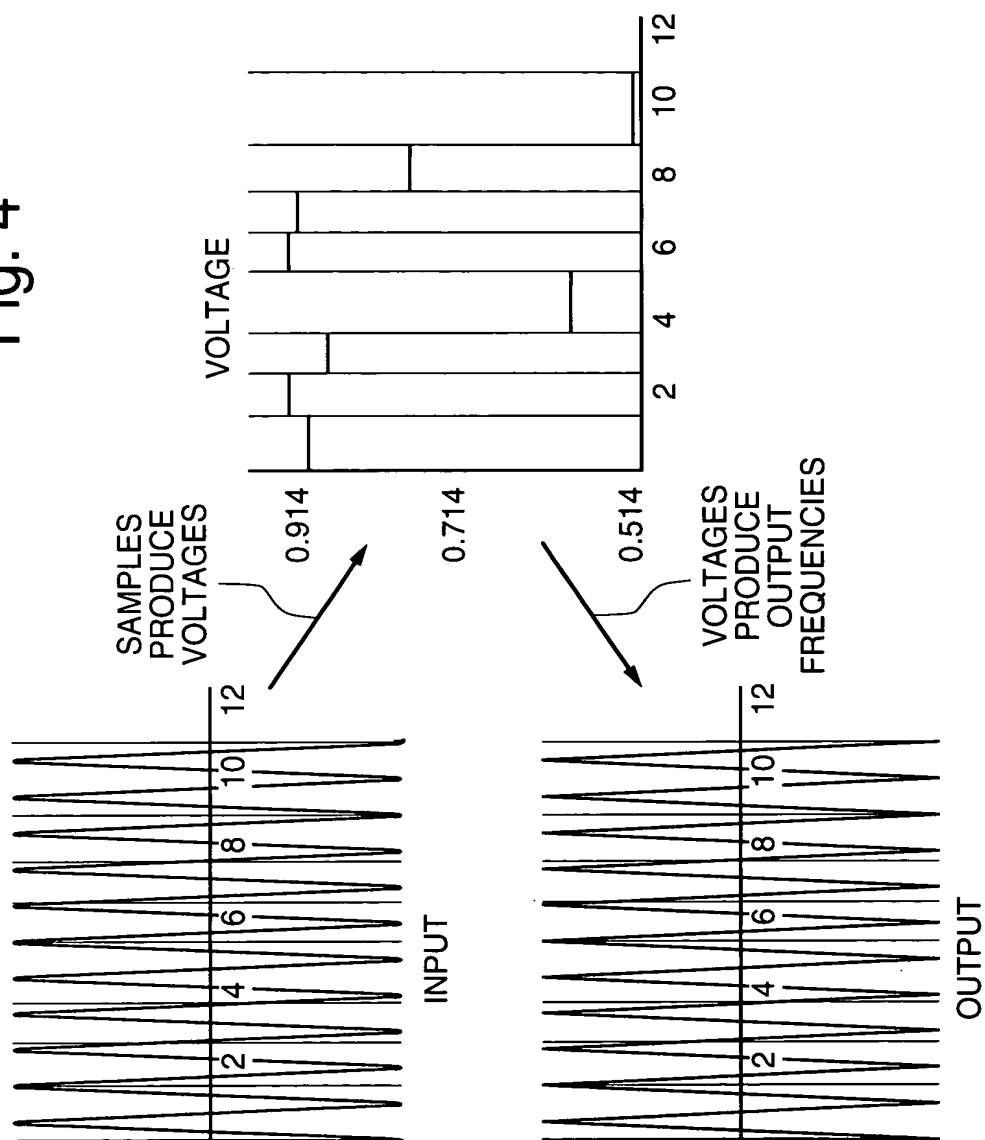 Fig. 4
SAMPLES
PRODUCE
VOLTAGES
VOLTAGE
0.914
0.714
0.514
2 4 6 8 10 12
VOLTAGES
PRODUCE
OUTPUT
FREQUENCIES
2 4 6 8 10 12
INPUT
2 4 6 8 10 12
OUTPUT